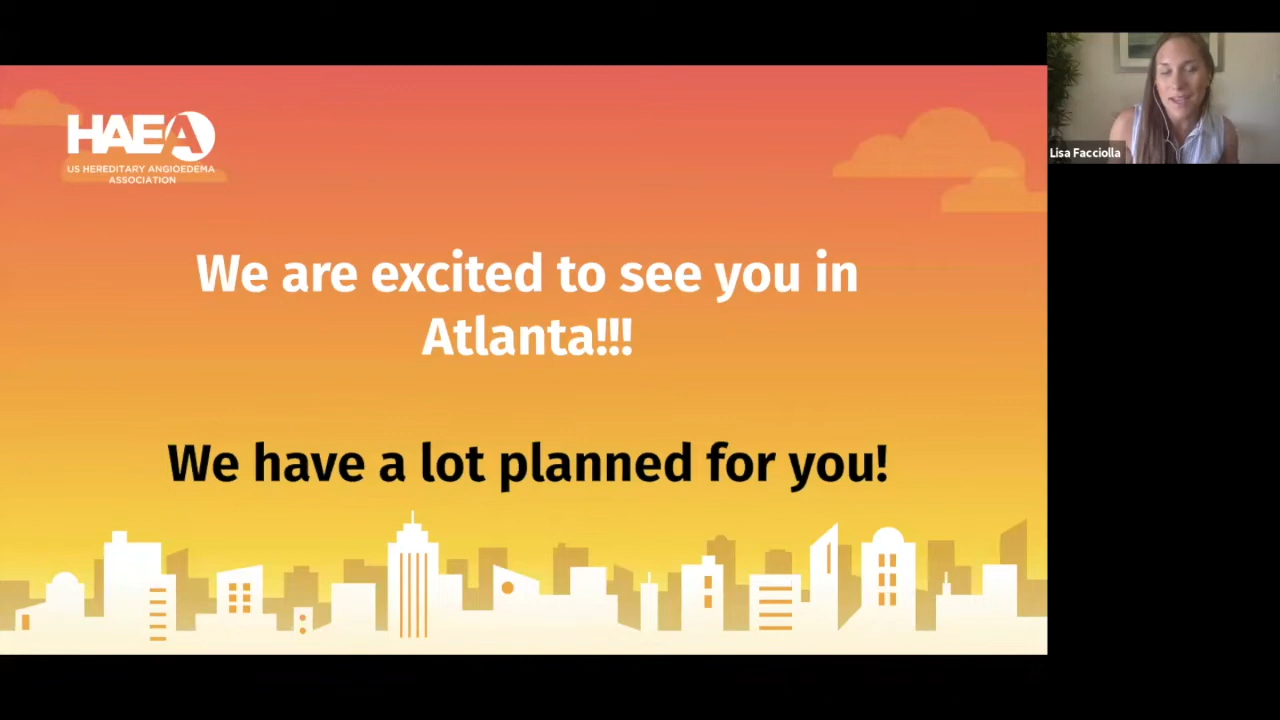 HAEA
US HEREDITARY ANGIOEDEMA
ASSOCIATION
We are excited to see you in
Atlanta!!!
We have a lot planned for you!
Lisa Facciolla